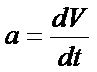 a = dV/dt